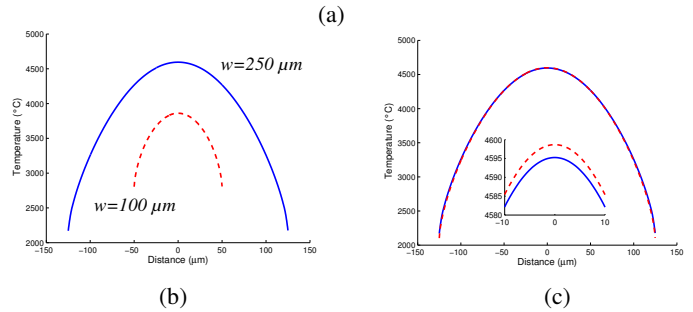 (a)
5000
4500
4000
3500
3000
2500
2000
Temperature (°C)
w=250 μm
w=100 μm
−150 −100 −50 0 50 100 150
Distance (μm)
(b)
5000
4500
4000
3500
3000
2500
2000
Temperature (°C)
4600
4595
4590
4585
4580
−10 0 10
−150 −100 −50 0 50 100 150
Distance (μm)
(c)